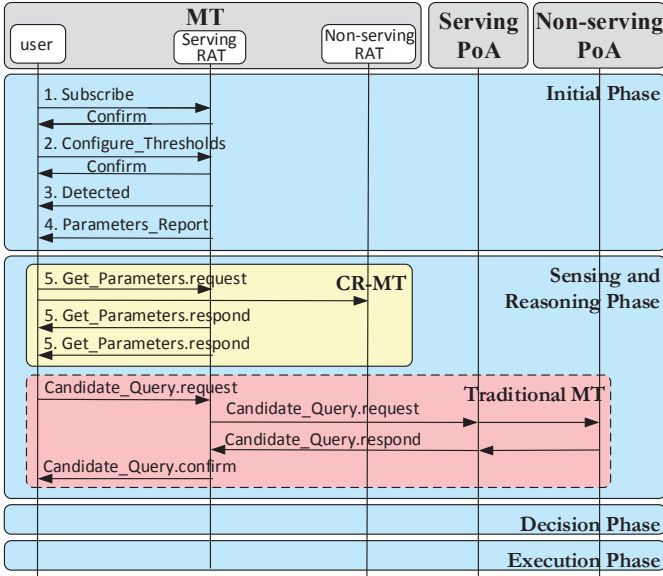 MT
Serving
PoA
Non-serving
PoA
user
Serving
RAT
Non-serving
RAT
Initial Phase
1. Subscribe
Confirm
2. Configure_Thresholds
Confirm
3. Detected
4. Parameters_Report
Sensing and
Reasoning Phase
CR-MT
5. Get_Parameters.request
5. Get_Parameters.respond
5. Get_Parameters.respond
Traditional MT
Candidate_Query.request
Candidate_Query.request
Candidate_Query.respond
Candidate_Query.confirm
Decision Phase
Execution Phase